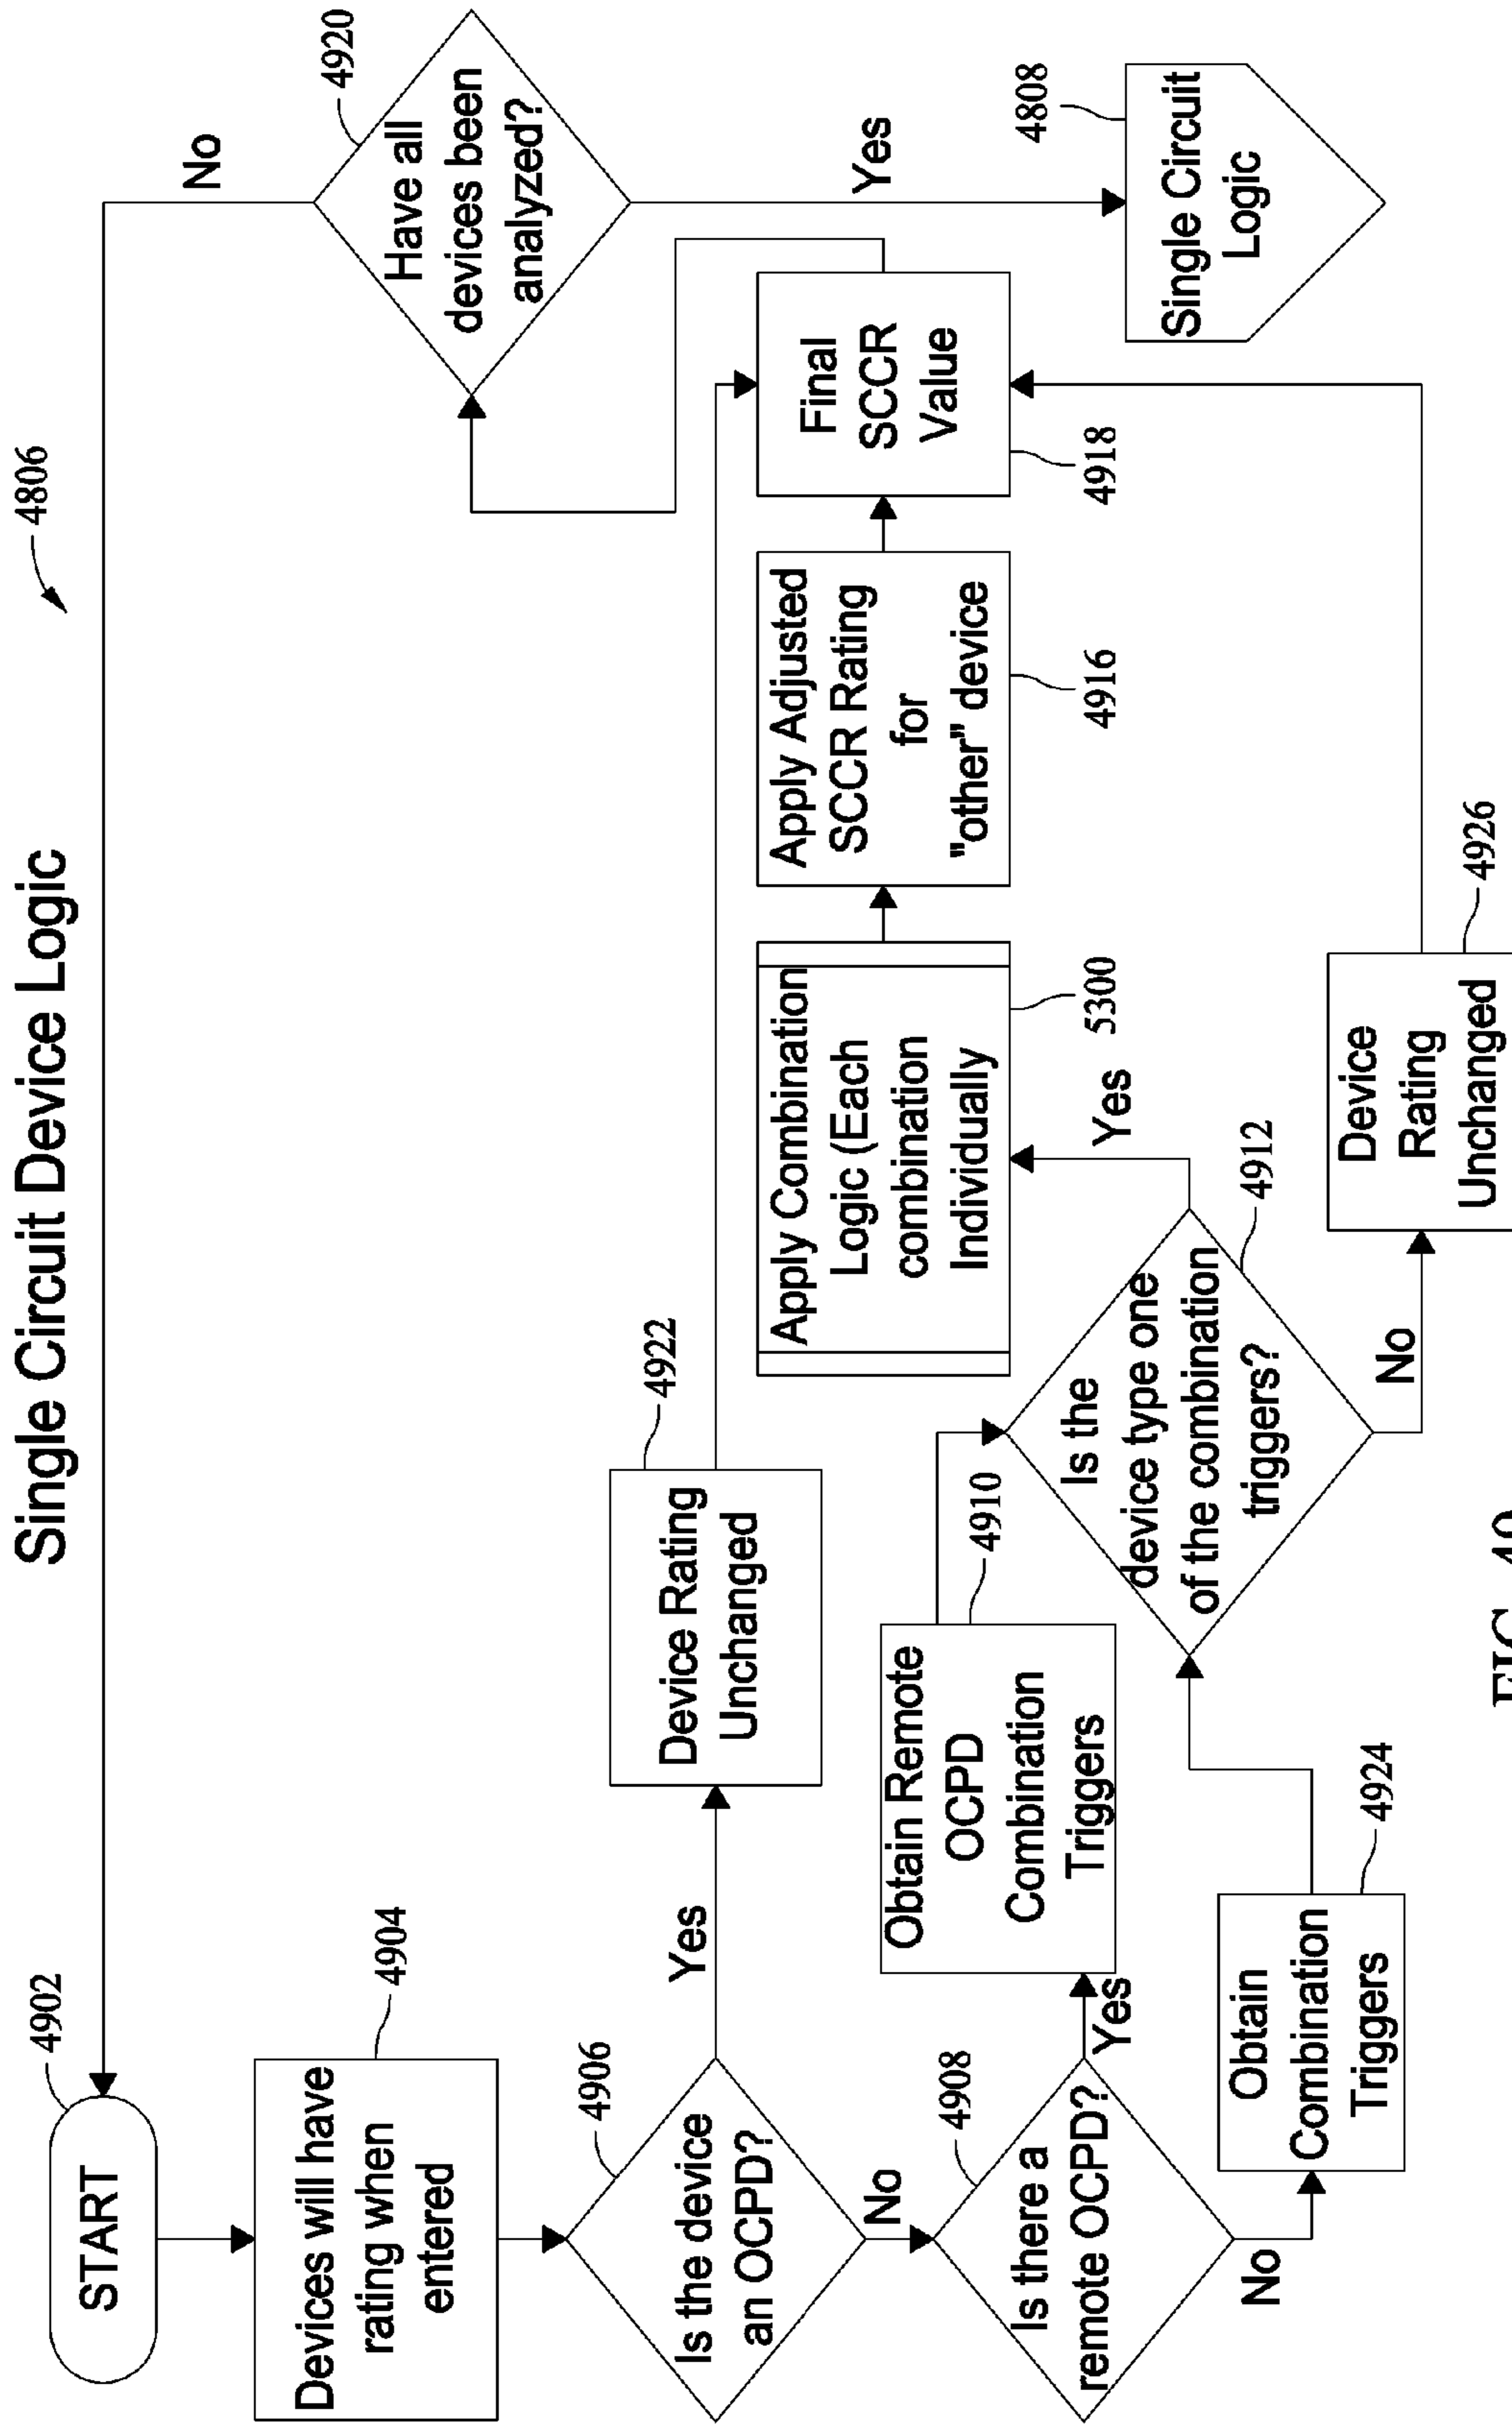 Single Circuit Device Logic
4806
START
4902
Devices will have
rating when
entered
4904
Is the device
an OCPD?
4906
Yes
No
Device Rating
Unchanged
4922
Is there a
remote OCPD?
4908
Yes
No
Obtain Remote
OCPD
Combination
Triggers
4910
Obtain
Combination
Triggers
4924
Is the
device type one
of the combination
triggers?
4912
Yes
No
Apply Combination
Logic (Each
combination
Individually
5300
Device
Rating
Unchanged
4926
Apply Adjusted
SCCR Rating
for
"other" device
4916
Final
SCCR
Value
4918
Have all
devices been
analyzed?
4920
No
Yes
Single Circuit
Logic
4808